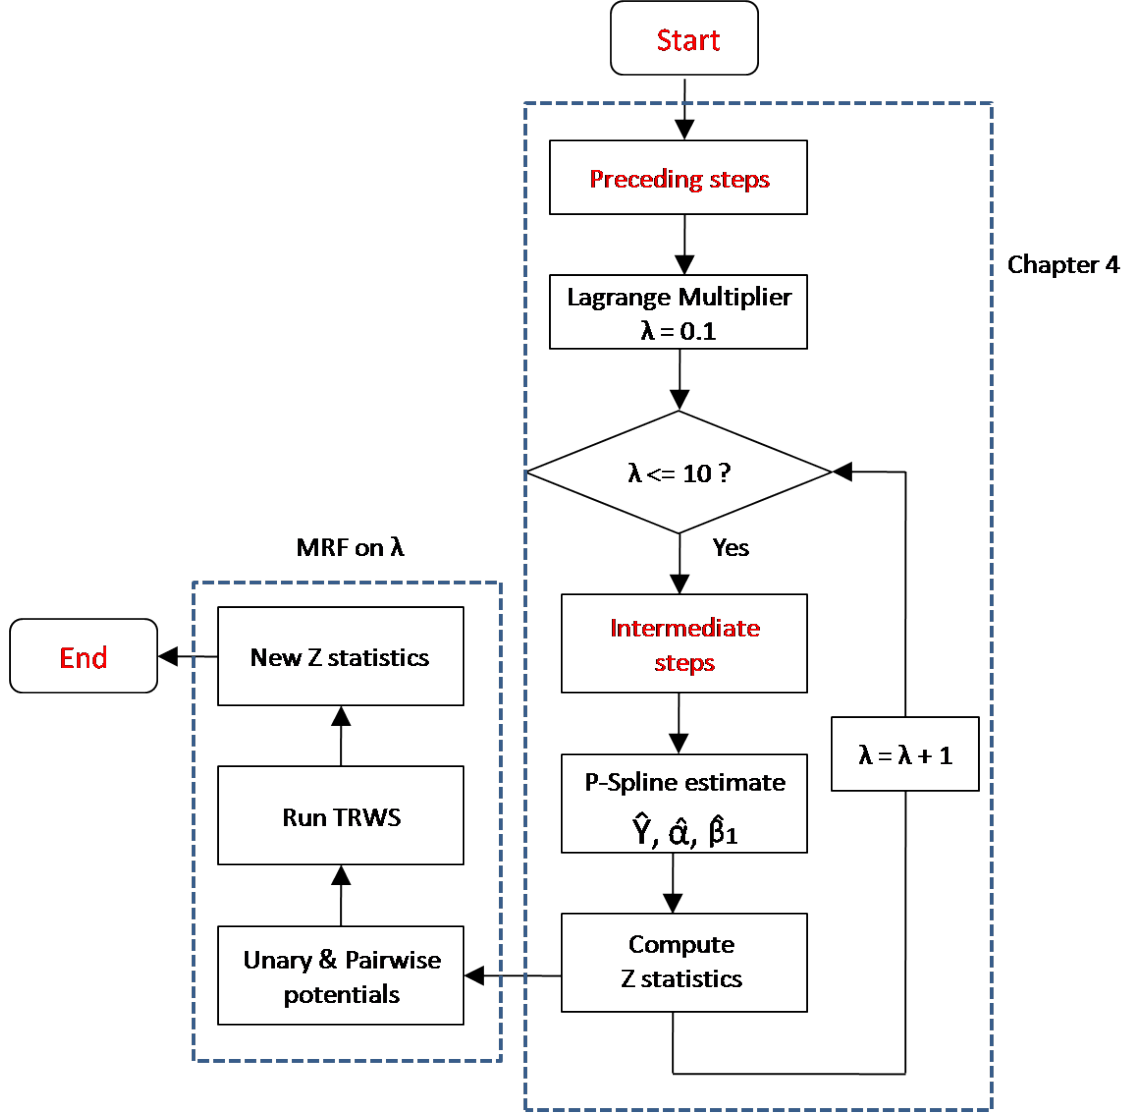 Start
Preceding steps
Chapter 4
Lagrange Multiplier
λ = 0.1
λ <= 10 ?
Yes
MRF on λ
Intermediate
steps
New Z statistics
End
λ = λ + 1
P-Spline estimate
Ŷ, α̂, β̂₁
Run TRWS
Compute
Z statistics
Unary & Pairwise
potentials